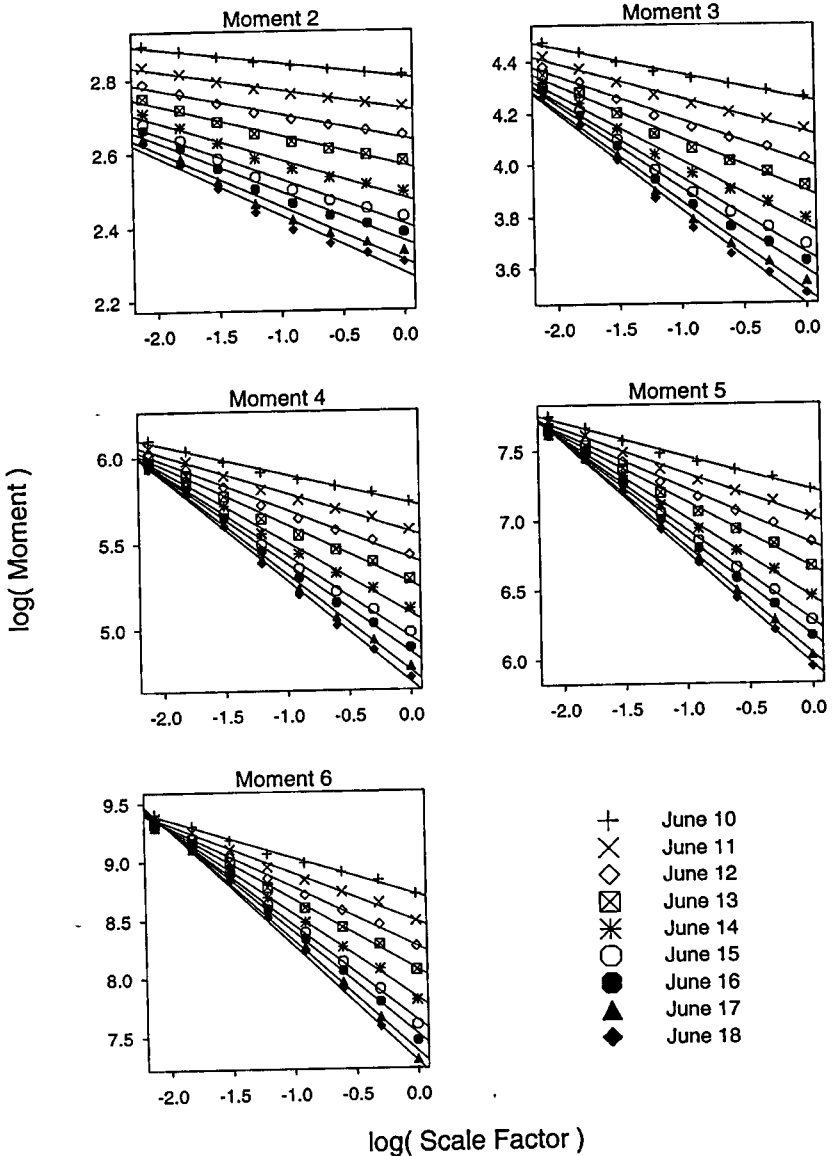 Moment 2
2.8
2.6
2.4
2.2
-2.0 -1.5 -1.0 -0.5 0.0
Moment 3
4.4
4.2
4.0
3.8
3.6
-2.0 -1.5 -1.0 -0.5 0.0
Moment 4
6.0
5.5
5.0
-2.0 -1.5 -1.0 -0.5 0.0
Moment 5
7.5
7.0
6.5
6.0
-2.0 -1.5 -1.0 -0.5 0.0
log( Moment )
Moment 6
9.5
9.0
8.5
8.0
7.5
-2.0 -1.5 -1.0 -0.5 0.0
June 10
June 11
June 12
June 13
June 14
June 15
June 16
June 17
June 18
log( Scale Factor )